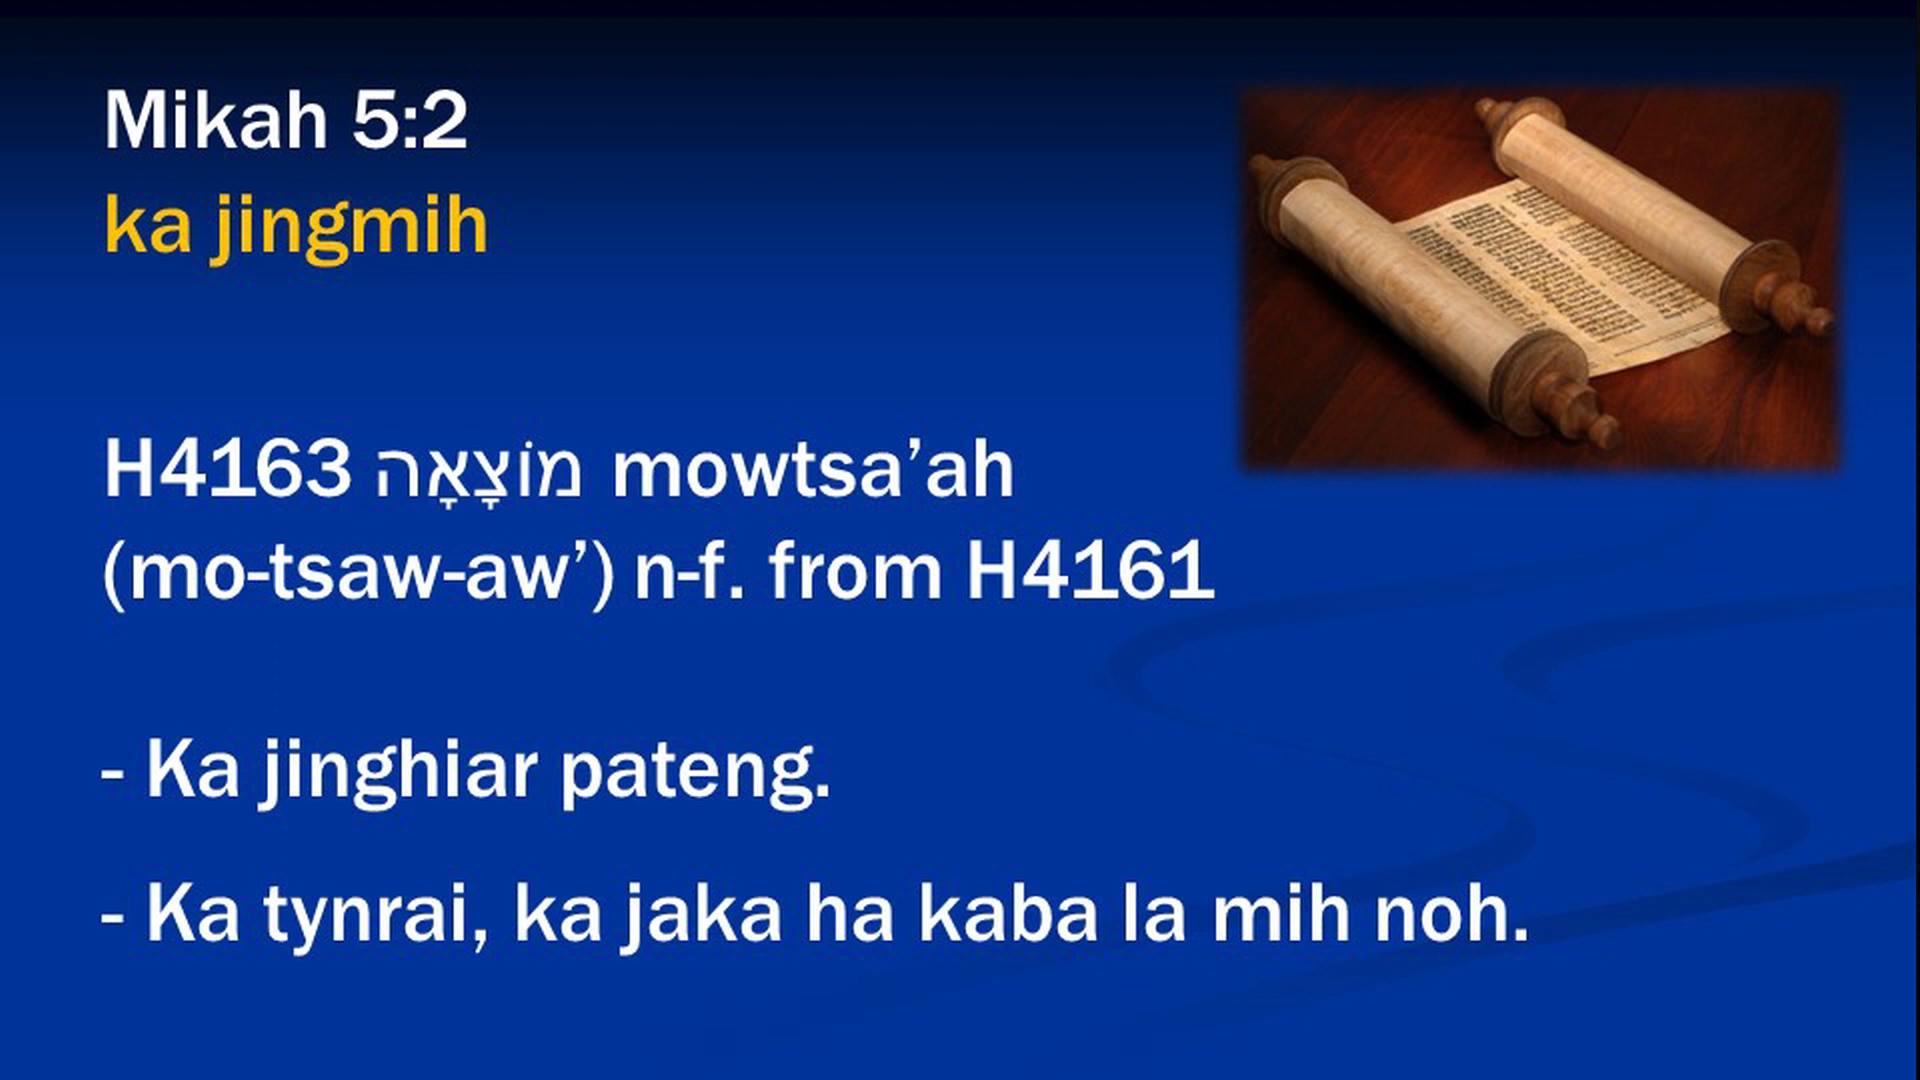 Mikah 5:2
ka jingmih
H4163 מוֹצָאָה mowtsa’ah
(mo-tsaw-aw’) n-f. from H4161
- Ka jinghiar pateng.
- Ka tynrai, ka jaka ha kaba la mih noh.